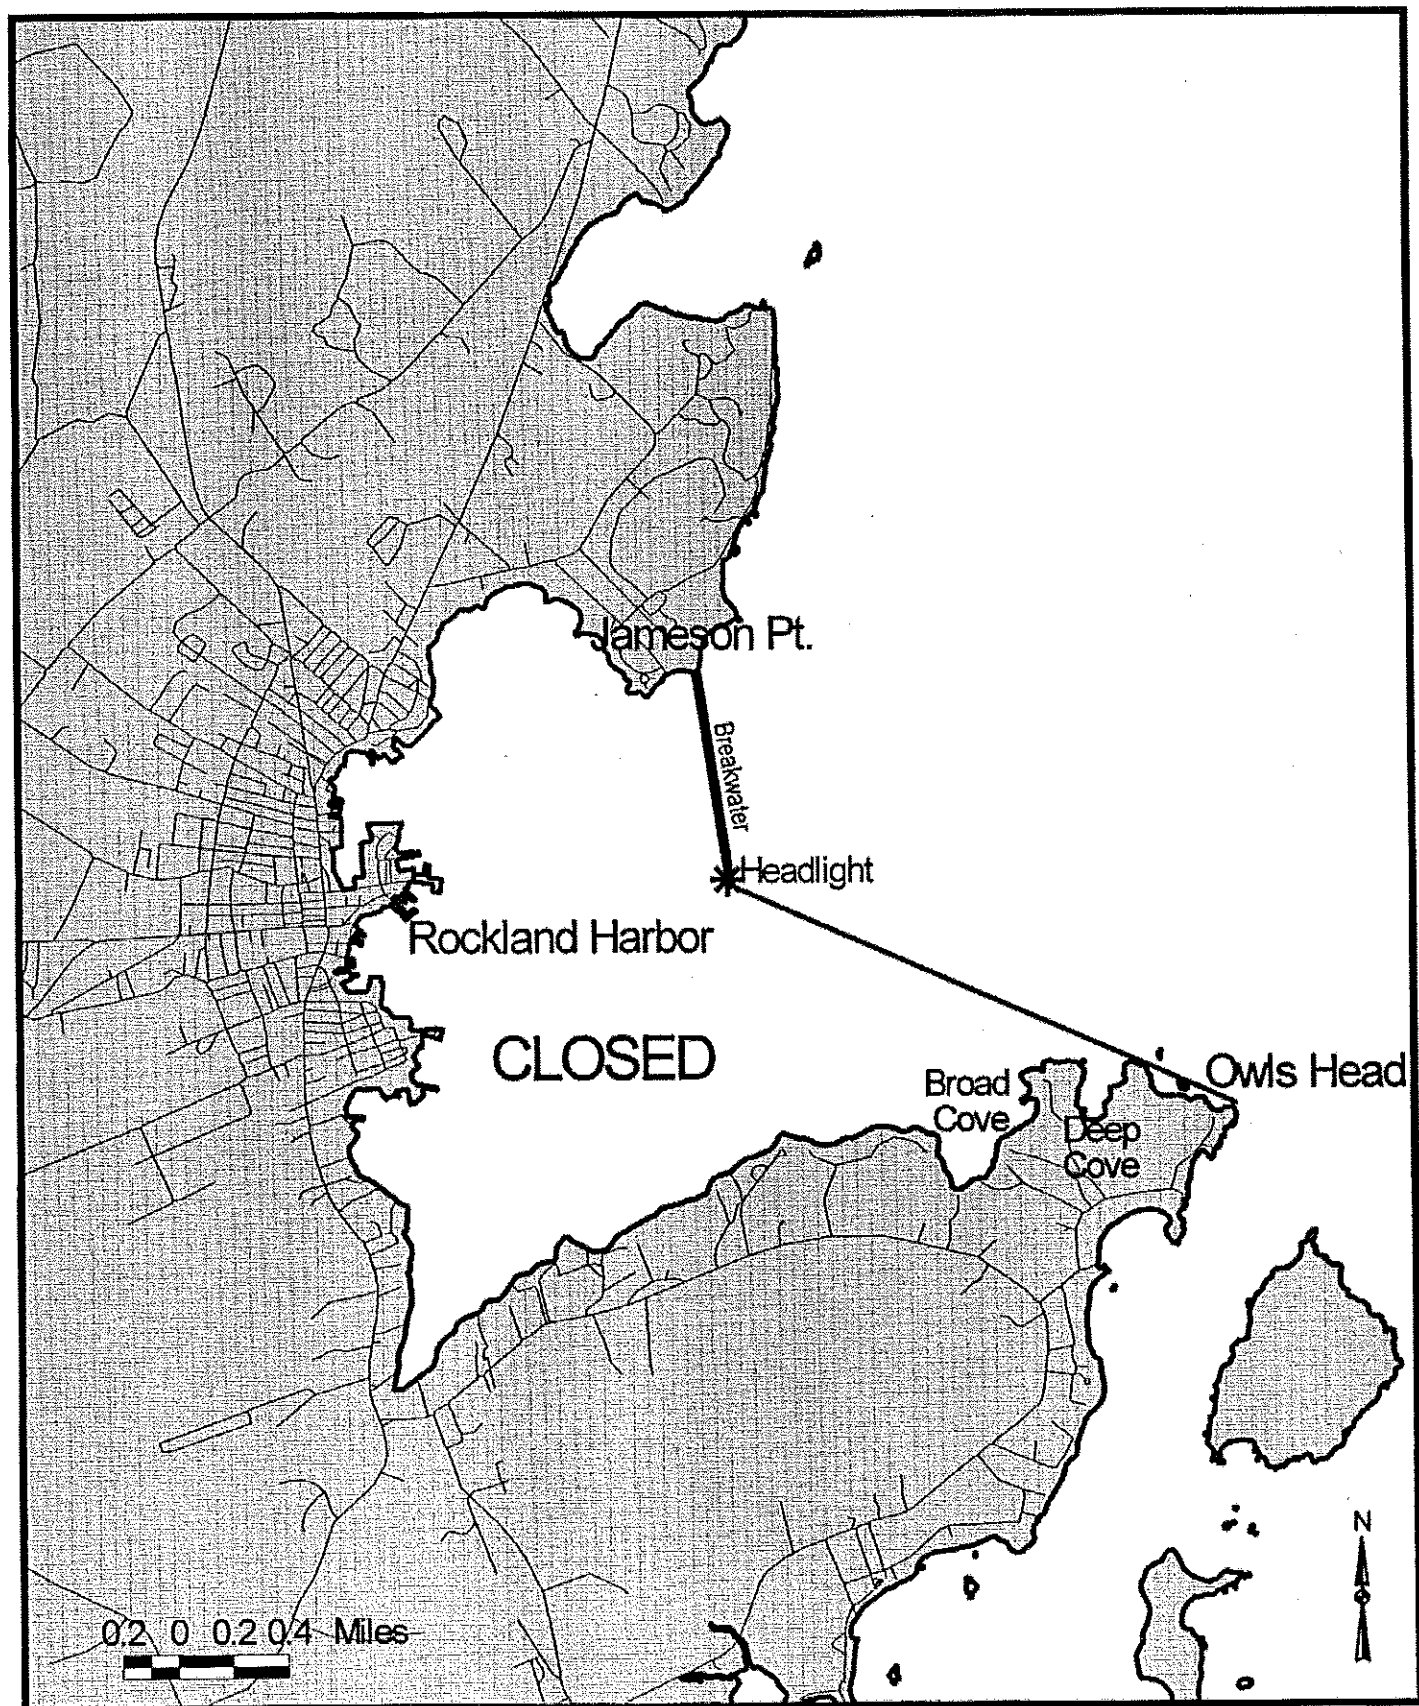 Jameson Pt.
Breakwater
Headlight
Rockland Harbor
CLOSED
Broad
Cove
Owls Head
Deep
Cove
N
0.2 0 0.2 0.4 Miles